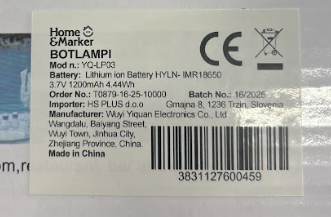 Home &
Marker
BOTLAMPI
Mod n.: YQ-LP03
Battery: Lithium ion Battery HYLN- IMR18650
3.7V 1200mAh 4.44Wh
Order No.: T0879-16-25-10000 Batch: 16/2025
Importer: HS PLUS d.o.o Gmajna 8, 1236 Trzin, Slovenia
Manufacturer: Wuyi Yiquan Electronics Co., Ltd
Wangdalu, Baiyang Street,
Wuyi Town, Jinhua City,
Zhejiang Province, China.
Made in China
CE
3831127600459